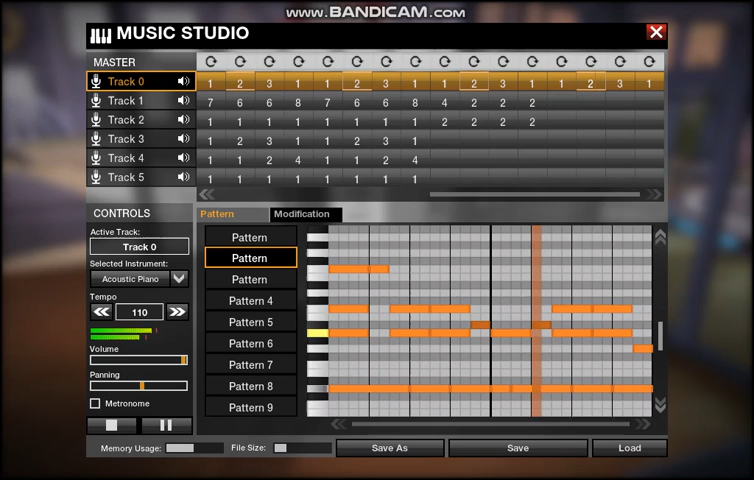 www.BANDICAM.com
MUSIC STUDIO
MASTER
Track 0 1 2 3 1 1 2 3 1 1 2 3 1 1 2 3 1
Track 1 7 6 6 8 7 6 6 8 4 2 2 2
Track 2 1 1 1 1 1 1 1 1 2 2 2 2
Track 3 1 2 3 1 1 2 3 1
Track 4 1 1 2 4 1 1 2 4
Track 5 1 1 1 1 1 1 1 1
CONTROLS
Active Track:
Track 0
Selected Instrument:
Acoustic Piano
Tempo
110
Volume
Panning
Metronome
Pattern Modification
Pattern
Pattern
Pattern
Pattern 4
Pattern 5
Pattern 6
Pattern 7
Pattern 8
Pattern 9
Memory Usage: File Size: Save As Save Load